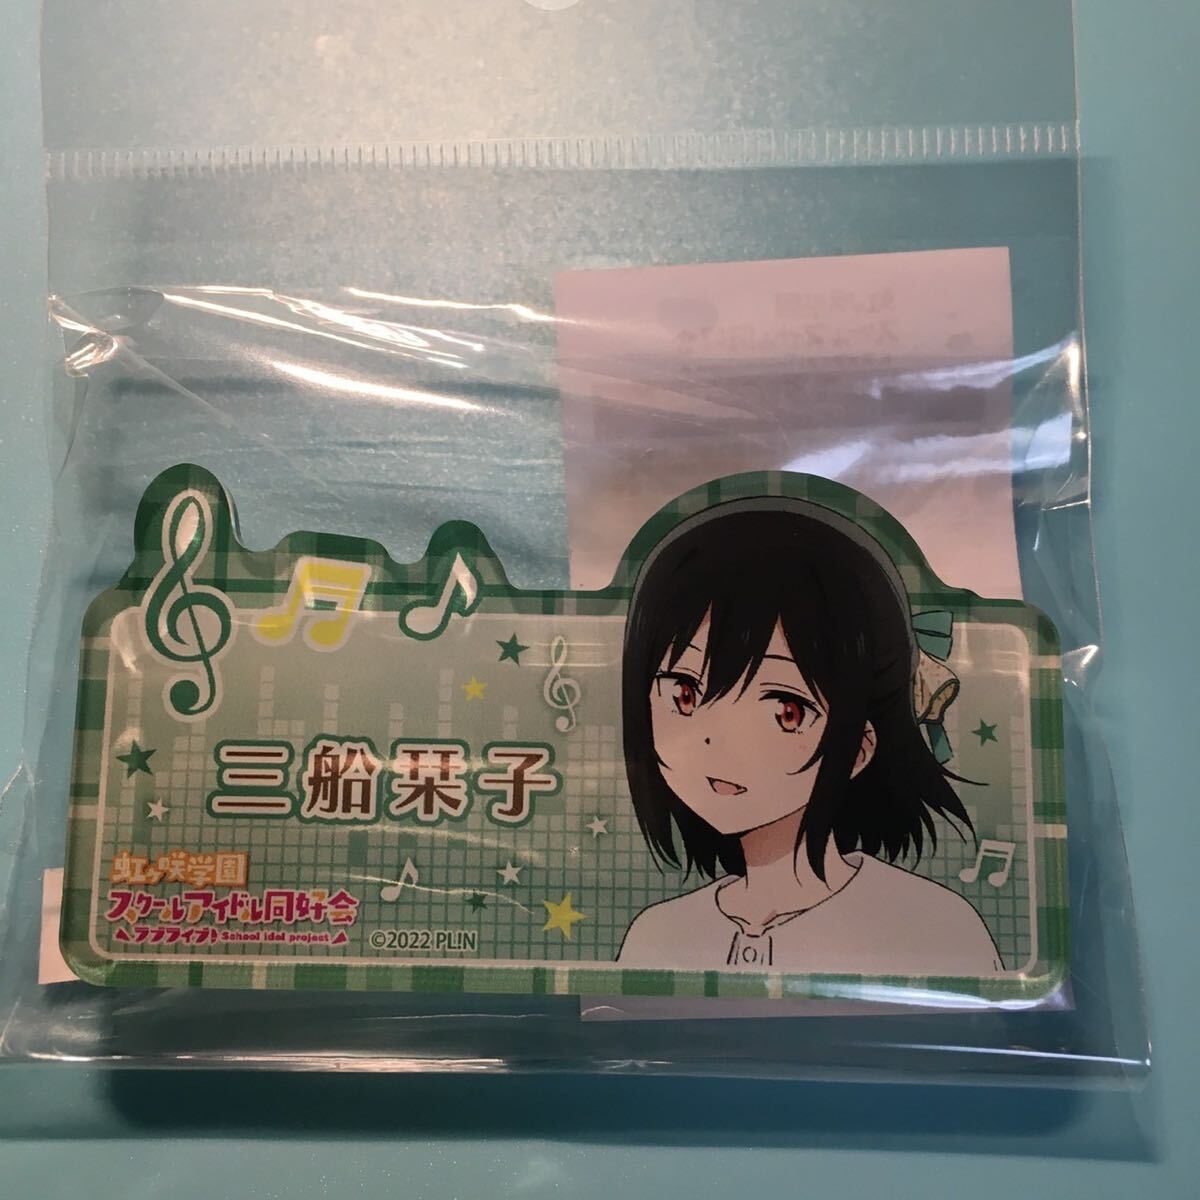 三船栞子
虹ヶ咲学園
スクールアイドル同好会
ラブライブ! School idol project
©2022 PL!N